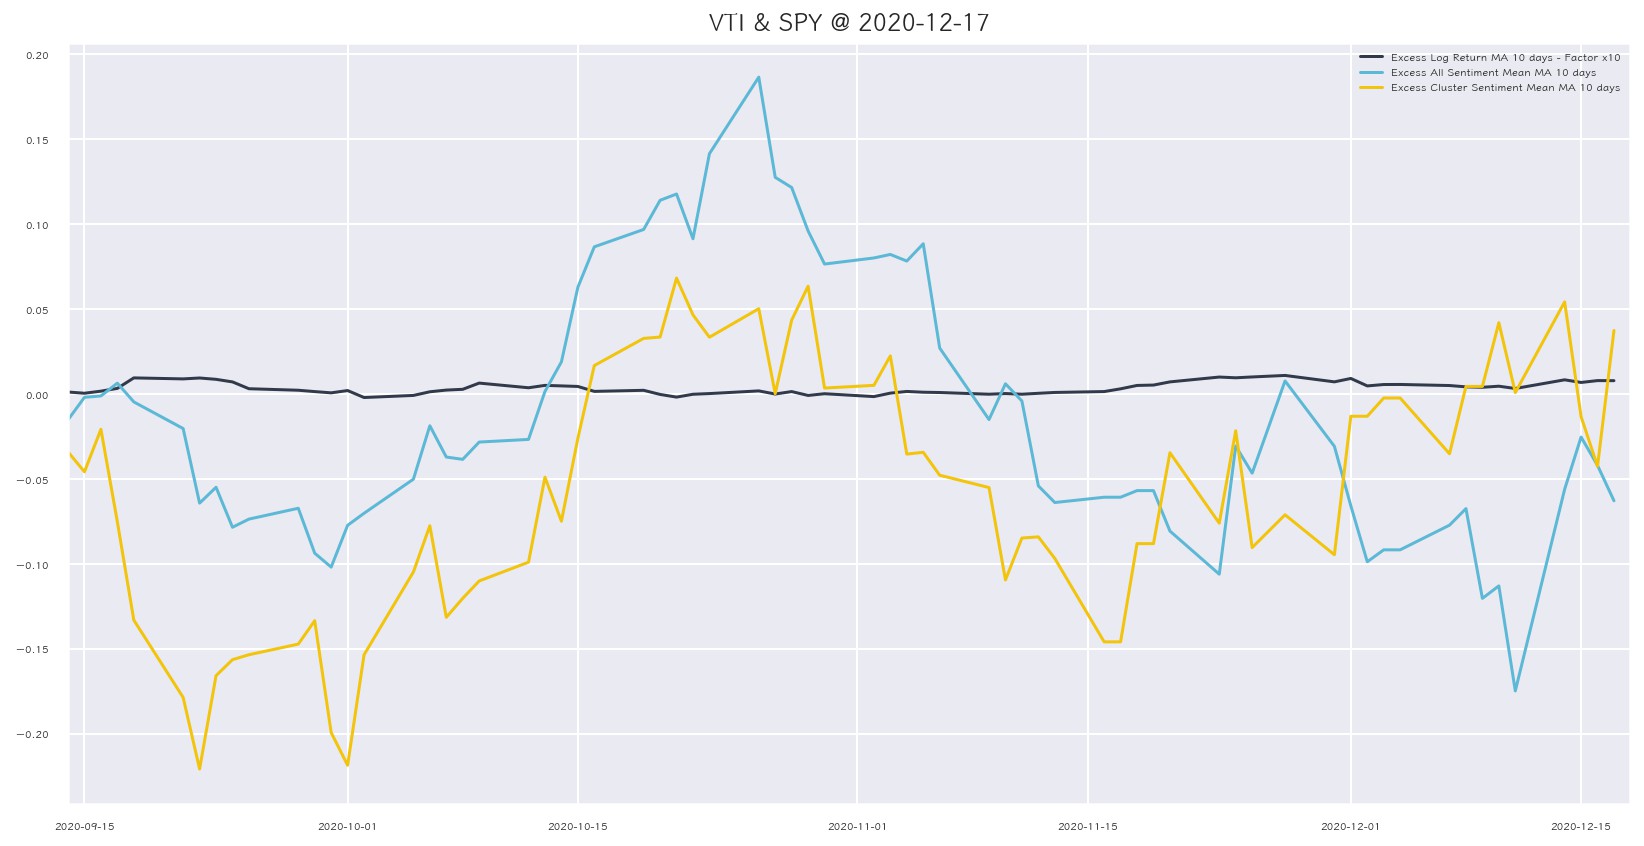 VTI & SPY @ 2020-12-17
Excess Log Return MA 10 days - Factor x10
Excess All Sentiment Mean MA 10 days
Excess Cluster Sentiment Mean MA 10 days
0.20
0.15
0.10
0.05
0.00
−0.05
−0.10
−0.15
−0.20
2020-09-15 2020-10-01 2020-10-15 2020-11-01 2020-11-15 2020-12-01 2020-12-15